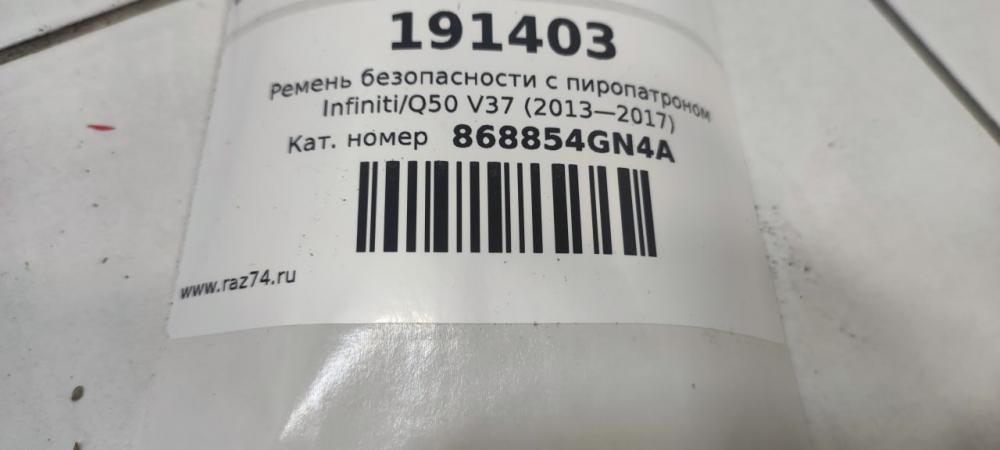 191403
Ремень безопасности с пиропатроном
Infiniti/Q50 V37 (2013—2017)
Кат. номер 868854GN4A
www.raz74.ru